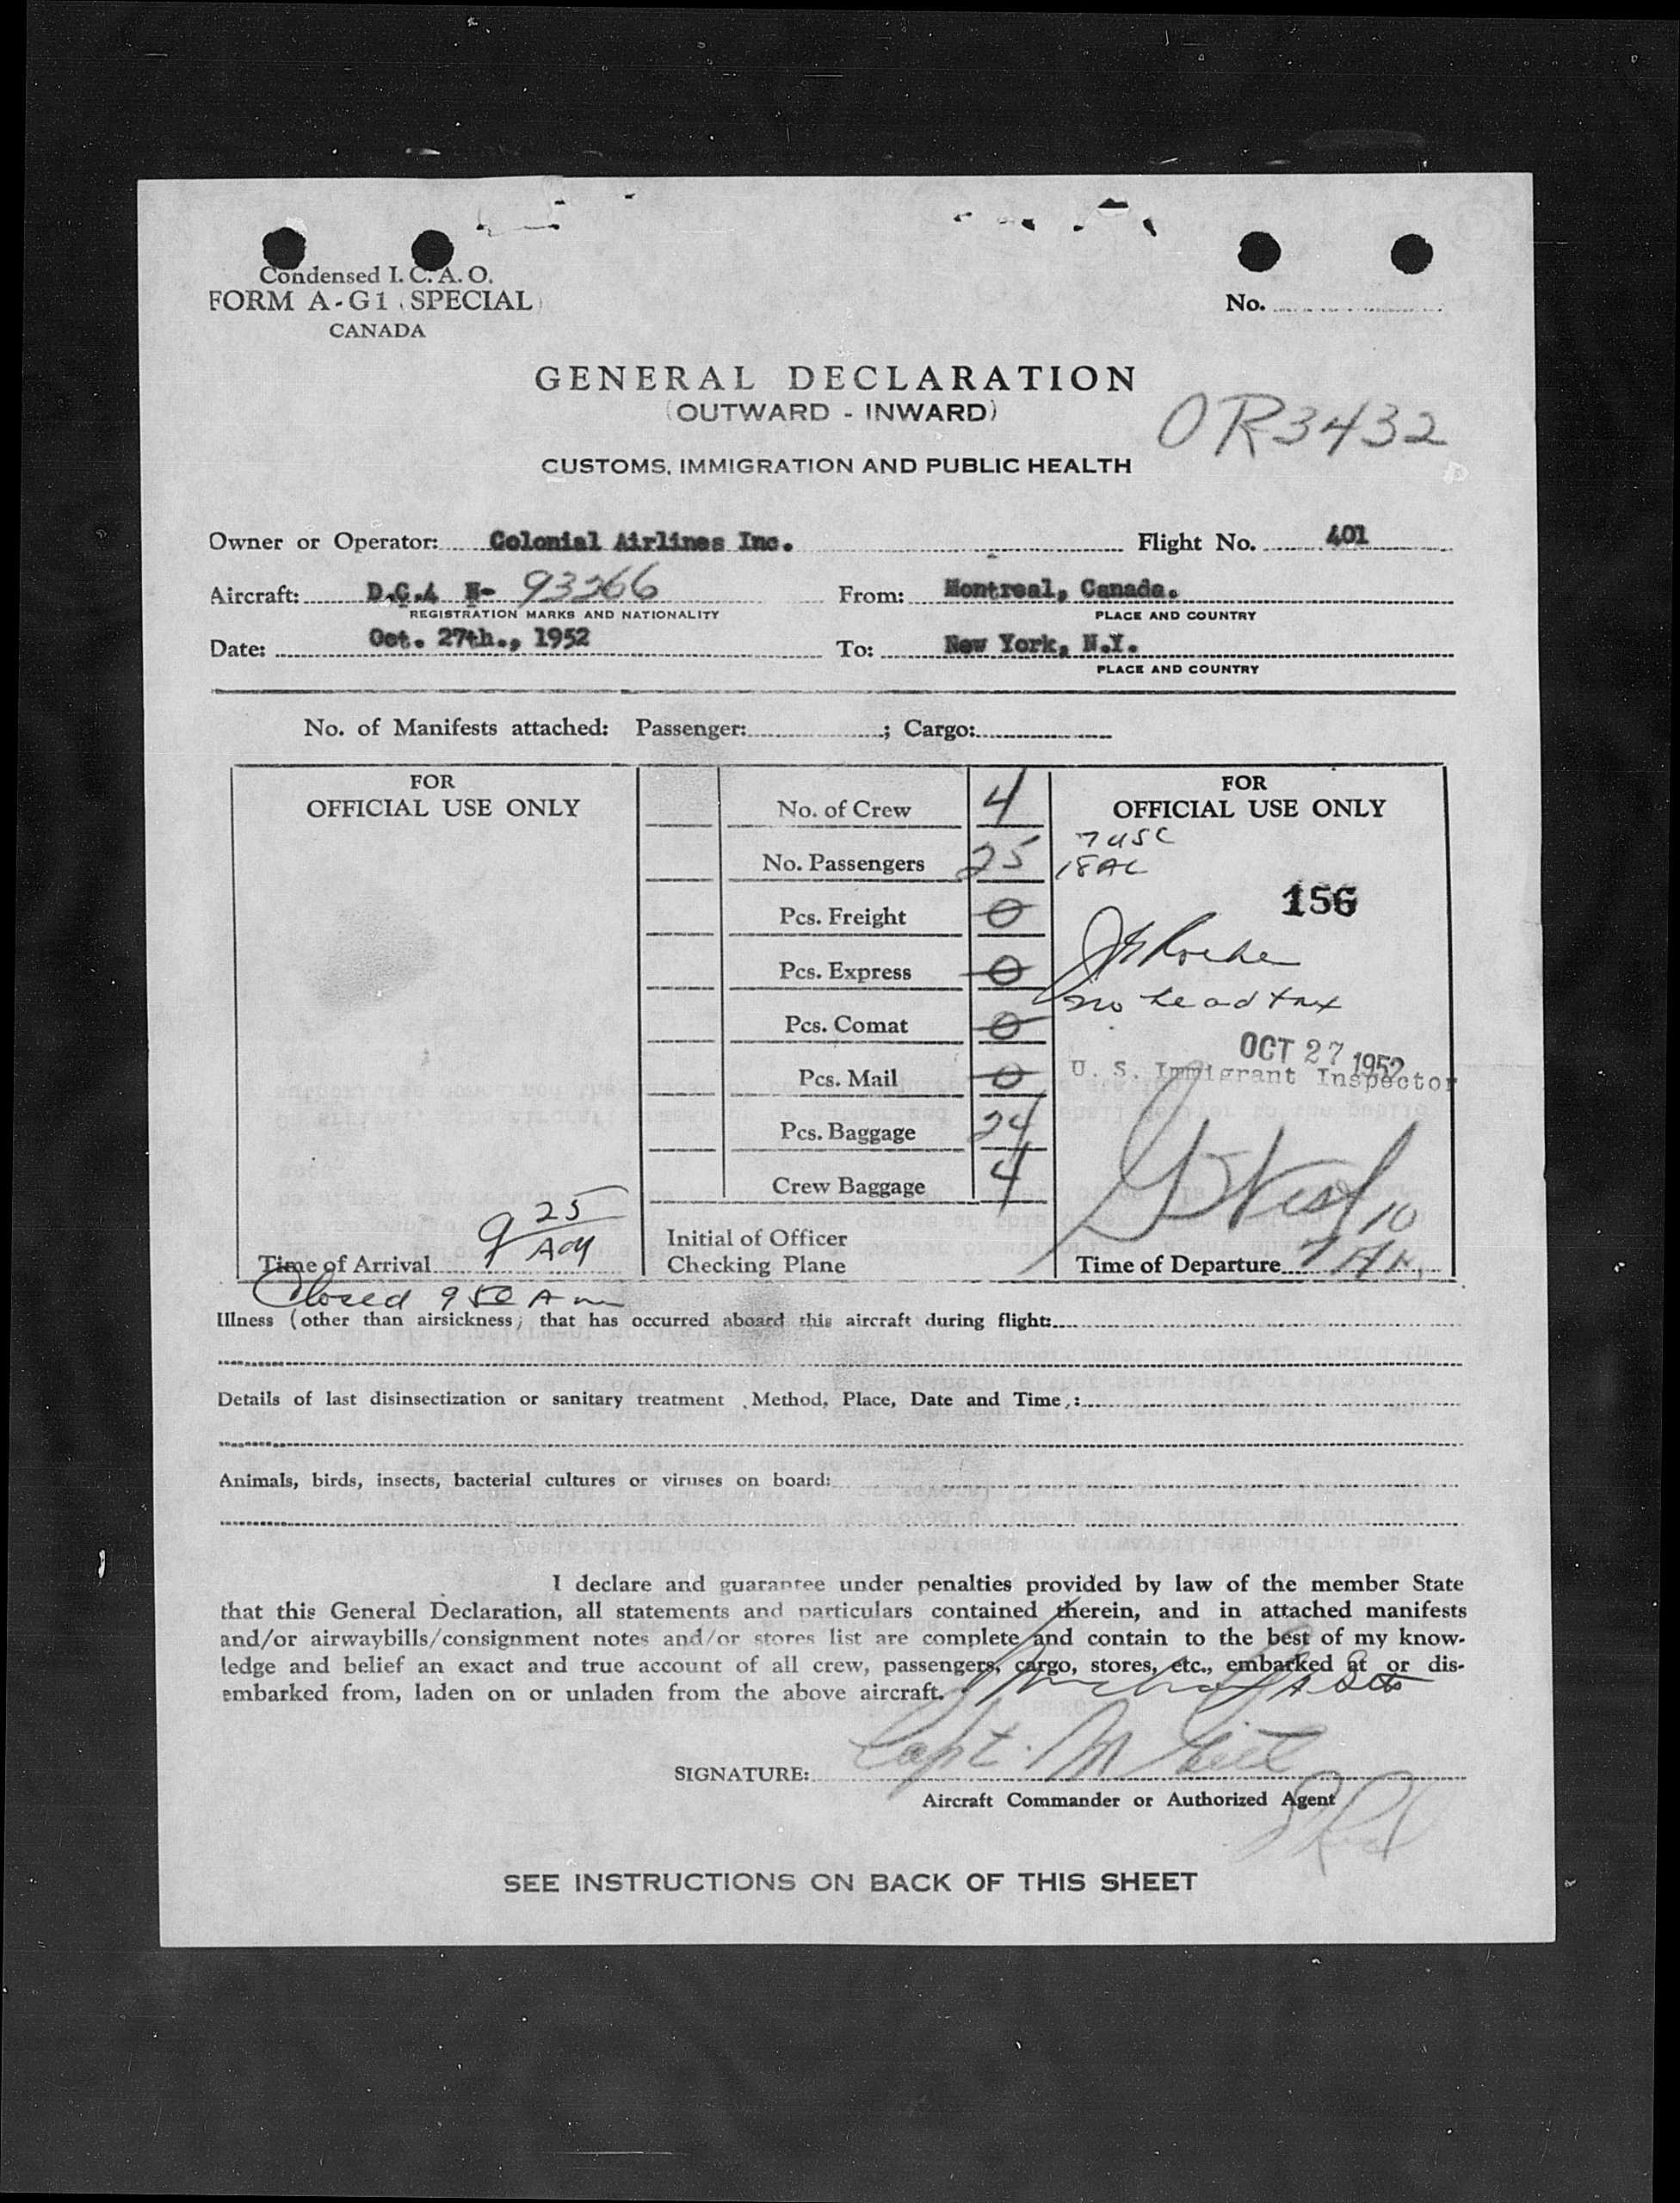 Condensed I. C. A. O.
FORM A-G1 (SPECIAL)
CANADA
No.
GENERAL DECLARATION
(OUTWARD - INWARD)
OR3432
CUSTOMS, IMMIGRATION AND PUBLIC HEALTH
Owner or Operator: Colonial Airlines Inc. Flight No. 401
Aircraft: D.C.4 N- 93266 From: Montreal, Canada.
REGISTRATION MARKS AND NATIONALITY PLACE AND COUNTRY
Date: Oct. 27th., 1952 To: New York, N.Y.
PLACE AND COUNTRY
No. of Manifests attached: Passenger: ; Cargo:
FOR
OFFICIAL USE ONLY
Time of Arrival 9 25 AM
Closed 9 50 Am
No. of Crew 4
No. Passengers 25
Pcs. Freight 0
Pcs. Express 0
Pcs. Comat 0
Pcs. Mail 0
Pcs. Baggage 24
Crew Baggage 4
Initial of Officer
Checking Plane
FOR
OFFICIAL USE ONLY
7 USC
18 AC
156
no head tax
OCT 27 1952
U. S. Immigrant Inspector
Time of Departure
Illness (other than airsickness) that has occurred aboard this aircraft during flight:
Details of last disinsectization or sanitary treatment (Method, Place, Date and Time):
Animals, birds, insects, bacterial cultures or viruses on board:
I declare and guarantee under penalties provided by law of the member State
that this General Declaration, all statements and particulars contained therein, and in attached manifests
and/or airwaybills/consignment notes and/or stores list are complete and contain to the best of my know-
ledge and belief an exact and true account of all crew, passengers, cargo, stores, etc., embarked at or dis-
embarked from, laden on or unladen from the above aircraft.
SIGNATURE: Capt. M
Aircraft Commander or Authorized Agent
SEE INSTRUCTIONS ON BACK OF THIS SHEET